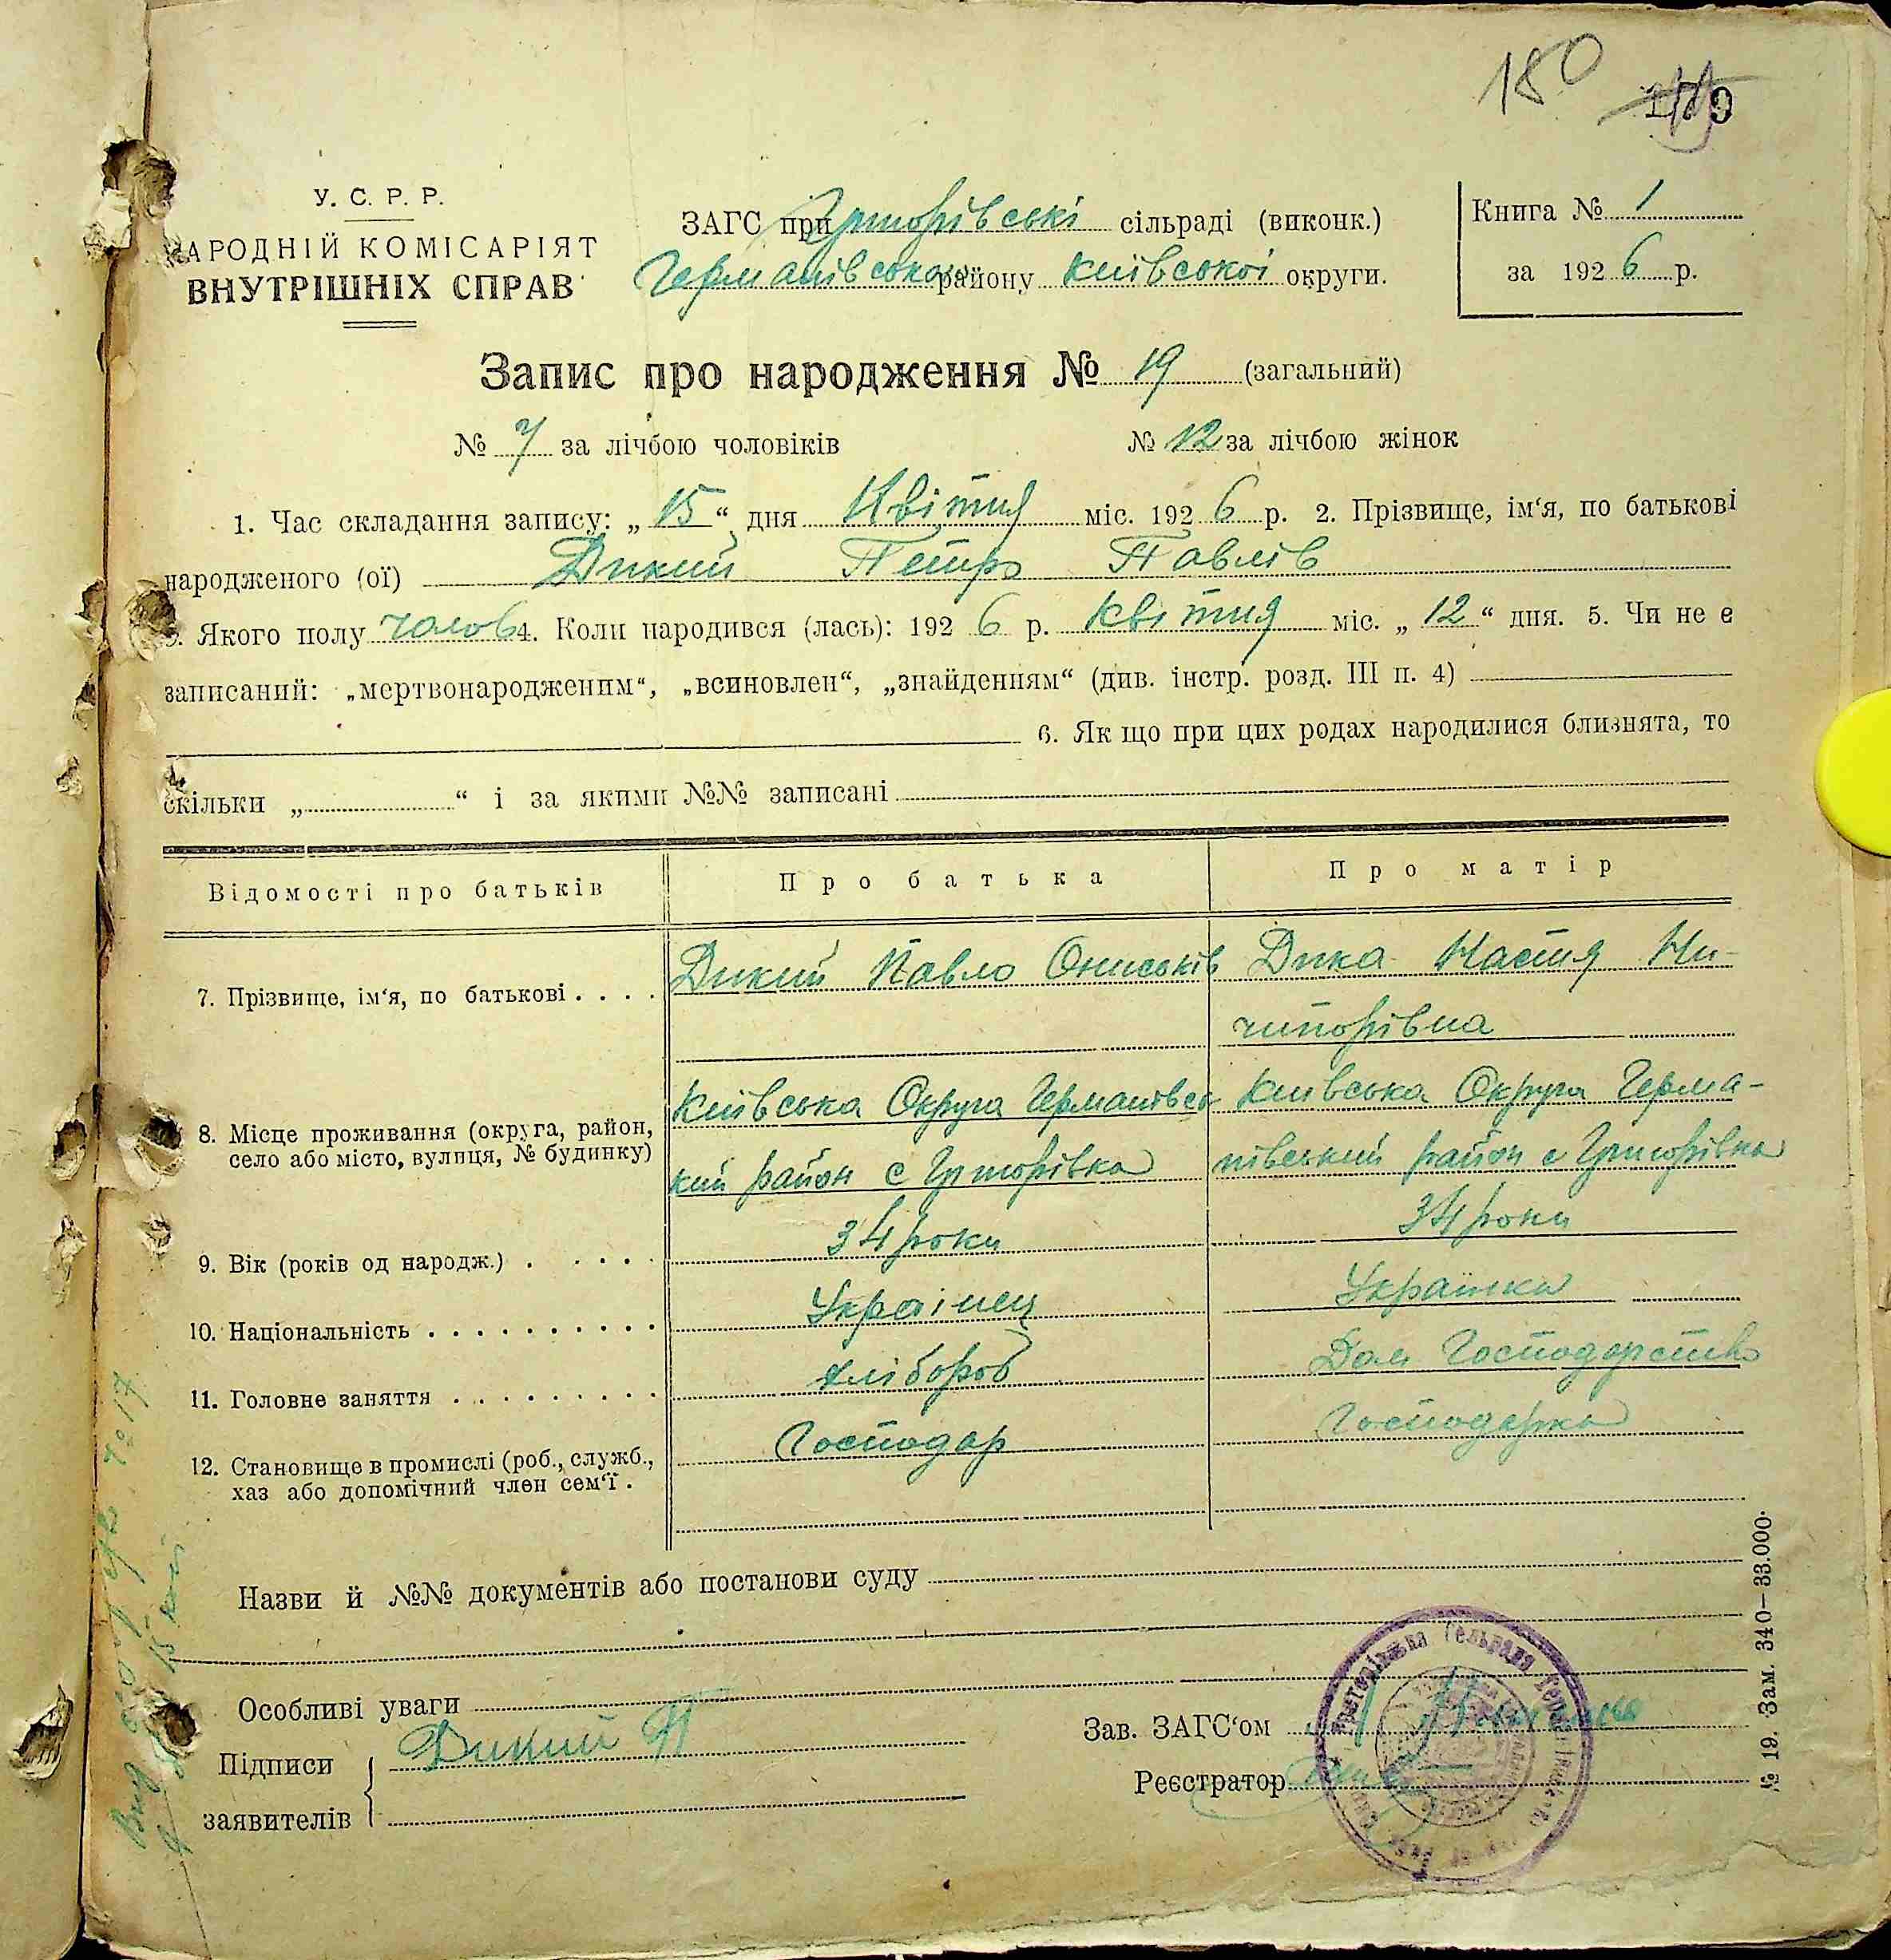 180
У. С. Р. Р.
НАРОДНІЙ КОМІСАРІЯТ
ВНУТРІШНІХ СПРАВ
ЗАГС при Гуторівські сільраді (виконк.)
Германівського району Київської округи.
Книга № 1
за 1926 р.
Запис про народження № 19 (загальний)
№ 7 за лічбою чоловіків № 12 за лічбою жінок
1. Час складання запису: „15“ дня Квітня міс. 1926 р. 2. Прізвище, ім‘я, по батькові
народженого (ої) Дикий Петро Павлів
3. Якого полу чолов 4. Коли народився (лась): 1926 р. Квітня міс. „12“ дня. 5. Чи не є
записаний: „мертвонародженим“, „всиновлен“, „знайденням“ (див. інстр. розд. III п. 4)
6. Як що при цих родах народилися близнята, то
скільки „ “ і за якими №№ записані
Відомості про батьків Про батька Про матір
7. Прізвище, ім‘я, по батькові . . . . Дикий Павло Ониськів Дика Настя Ни-
чипорівна
8. Місце проживання (округа, район, Київська Округа Германівсь Київська Округа Герма-
село або місто, вулиця, № будинку) кий район с Гуторівка нівський район с Гуторівка
9. Вік (років од народж.) . . . . . 34 роки 34 роки
10. Національність . . . . . . . . . . Українец Українка
11. Головне заняття . . . . . . . . . хлібороб Дом Господарство
12. Становище в промислі (роб., служб., Господар Господарка
хаз або допомічний член сем‘ї .
Назви й №№ документів або постанови суду
Особливі уваги
Підписи Дикий П
заявителів
Зав. ЗАГС‘ом
Реєстратор
№ 19. Зам. 340—33.000.